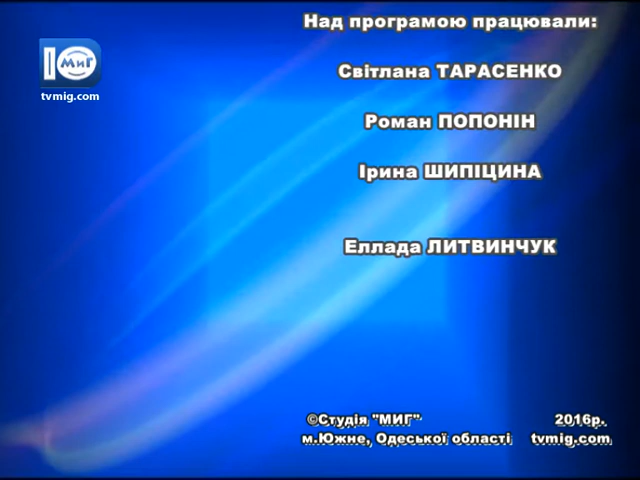 Над програмою працювали:
10 МиГ
tvmig.com
Світлана ТАРАСЕНКО
Роман ПОПОНІН
Ірина ШИПІЦИНА
Еллада ЛИТВИНЧУК
©Студія "МИГ" 2016р.
м.Южне, Одеської області tvmig.com